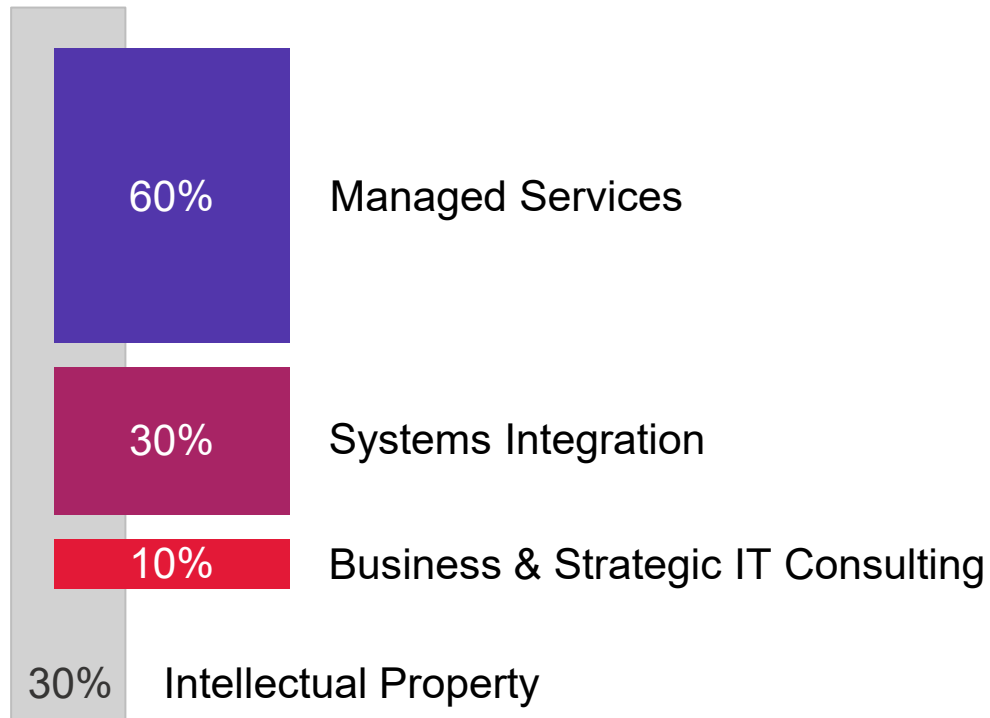 60% Managed Services
30% Systems Integration
10% Business & Strategic IT Consulting
30% Intellectual Property